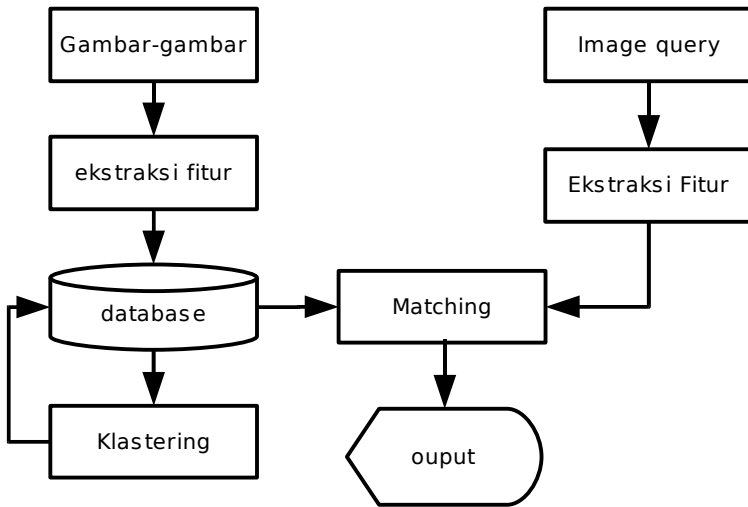 Gambar-gambar
Image query
ekstraksi fitur
Ekstraksi Fitur
database
Matching
Klastering
ouput